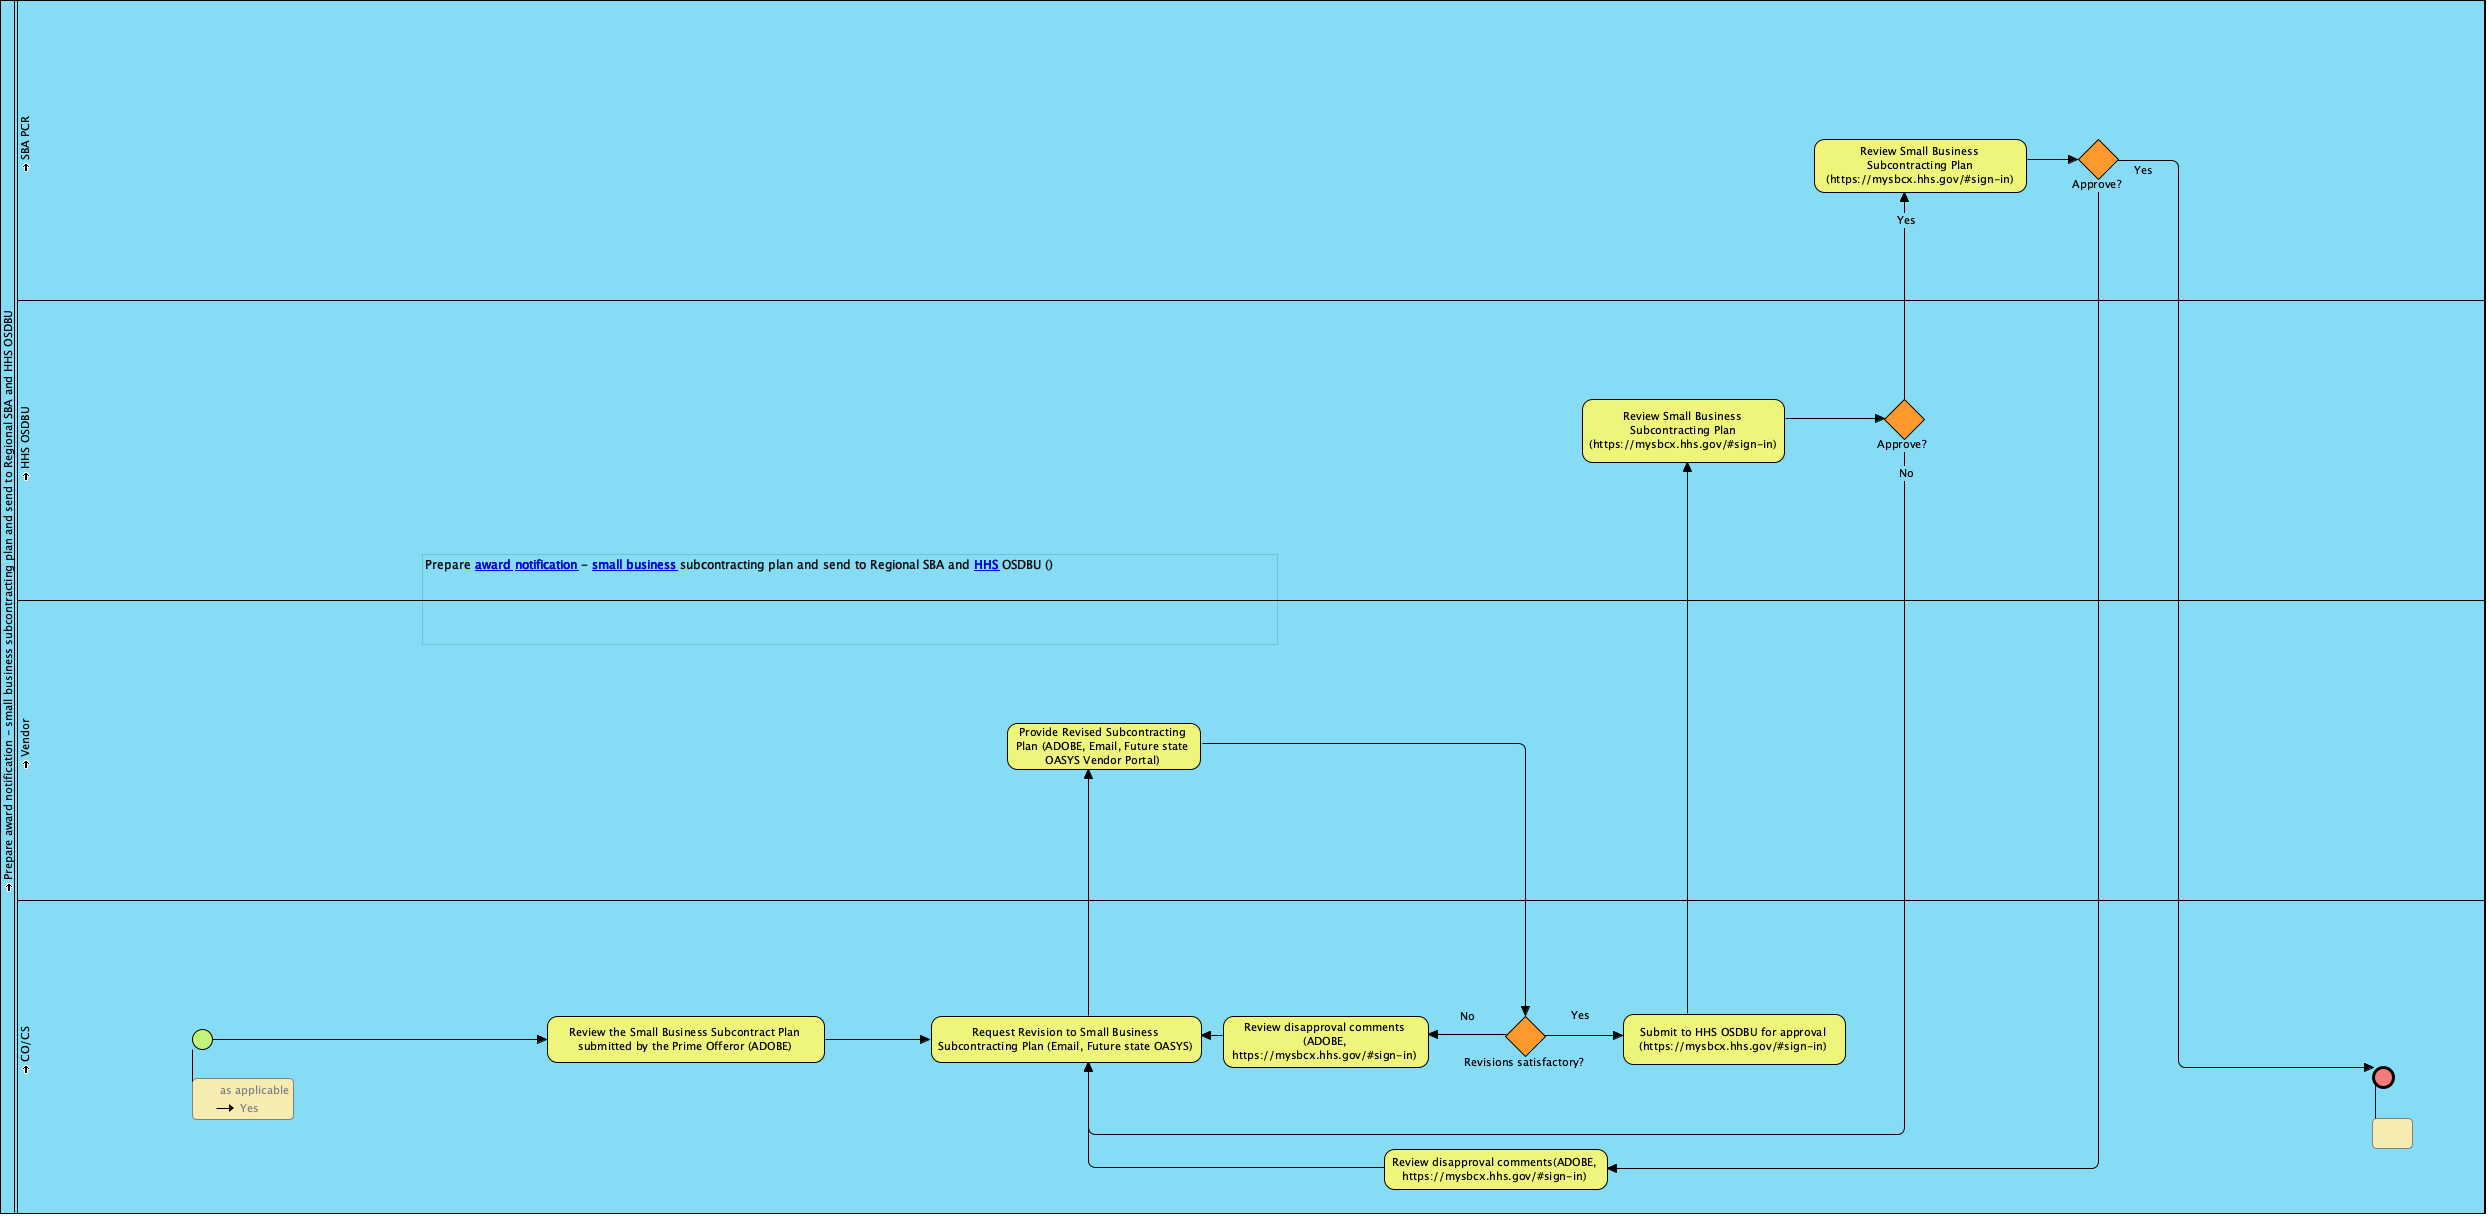 Prepare award notification - small business subcontracting plan and send to Regional SBA and HHS OSDBU
SBA PCR
Review Small Business
Subcontracting Plan
(https://mysbcx.hhs.gov/#sign-in)
Approve?
Yes
Yes
HHS OSDBU
Review Small Business
Subcontracting Plan
(https://mysbcx.hhs.gov/#sign-in)
Approve?
No
Prepare award notification - small business subcontracting plan and send to Regional SBA and HHS OSDBU ()
Vendor
Provide Revised Subcontracting
Plan (ADOBE, Email, Future state
OASYS Vendor Portal)
CO/CS
as applicable
Yes
Review the Small Business Subcontract Plan
submitted by the Prime Offeror (ADOBE)
Request Revision to Small Business
Subcontracting Plan (Email, Future state OASYS)
Review disapproval comments
(ADOBE,
https://mysbcx.hhs.gov/#sign-in)
No
Revisions satisfactory?
Yes
Submit to HHS OSDBU for approval
(https://mysbcx.hhs.gov/#sign-in)
Review disapproval comments(ADOBE,
https://mysbcx.hhs.gov/#sign-in)